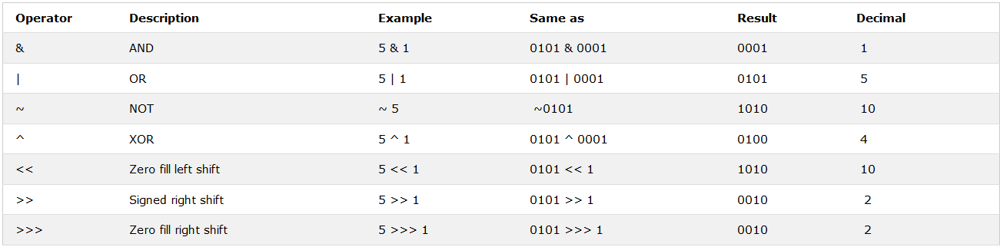 Operator Description Example Same as Result Decimal
& AND 5 & 1 0101 & 0001 0001 1
| OR 5 | 1 0101 | 0001 0101 5
~ NOT ~ 5 ~0101 1010 10
^ XOR 5 ^ 1 0101 ^ 0001 0100 4
<< Zero fill left shift 5 << 1 0101 << 1 1010 10
>> Signed right shift 5 >> 1 0101 >> 1 0010 2
>>> Zero fill right shift 5 >>> 1 0101 >>> 1 0010 2